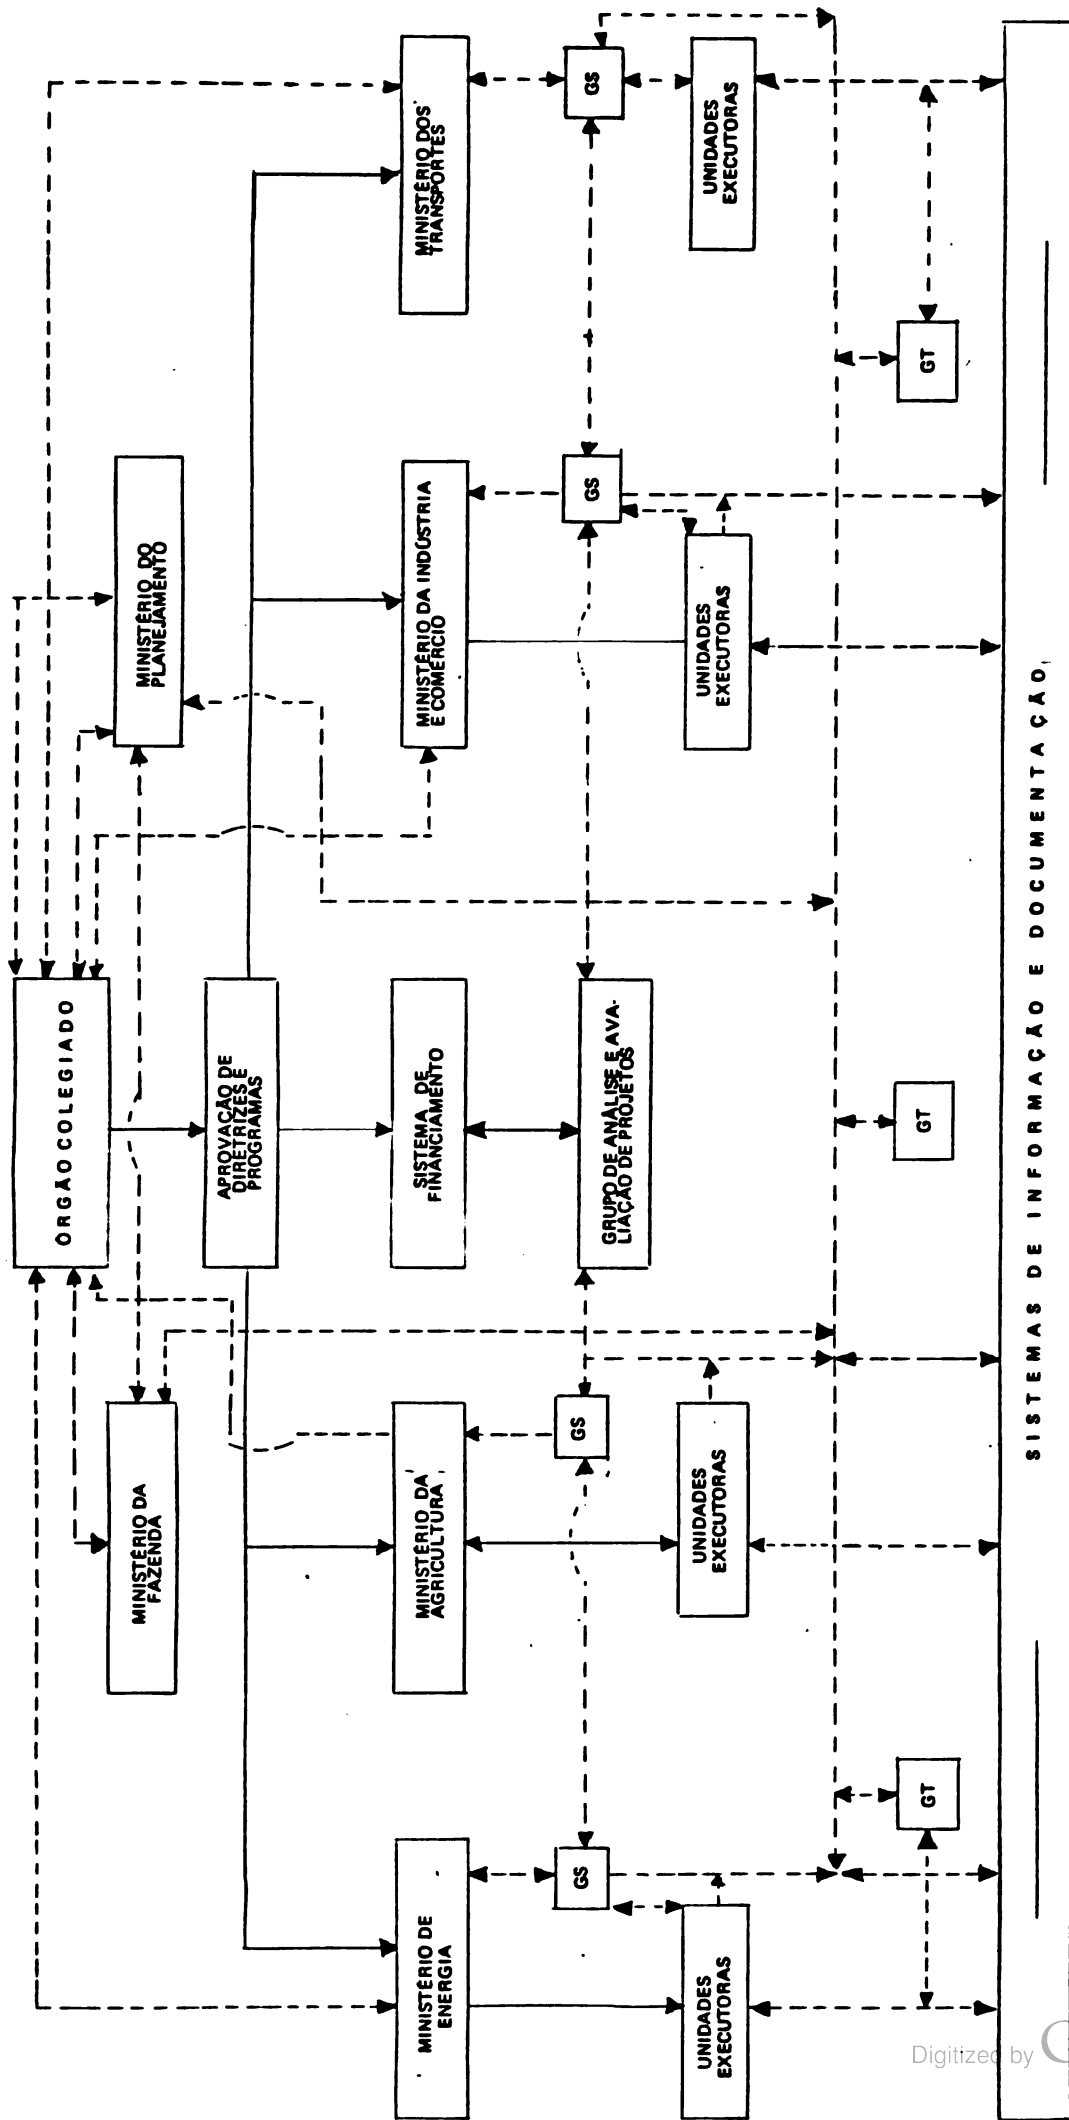 ÓRGÃO COLEGIADO
MINISTÉRIO DA
FAZENDA
MINISTÉRIO DO
PLANEJAMENTO
APROVAÇÃO DE
DIRETRIZES E
PROGRAMAS
MINISTÉRIO DE
ENERGIA
MINISTÉRIO DA
AGRICULTURA
SISTEMA DE
FINANCIAMENTO
MINISTÉRIO DA INDÚSTRIA
E COMÉRCIO
MINISTÉRIO DOS
TRANSPORTES
GS
GS
GRUPO DE ANÁLISE E AVA-
LIAÇÃO DE PROJETOS
GS
GS
UNIDADES
EXECUTORAS
UNIDADES
EXECUTORAS
UNIDADES
EXECUTORAS
UNIDADES
EXECUTORAS
GT
GT
GT
SISTEMAS DE INFORMAÇÃO E DOCUMENTAÇÃO
Digitized by